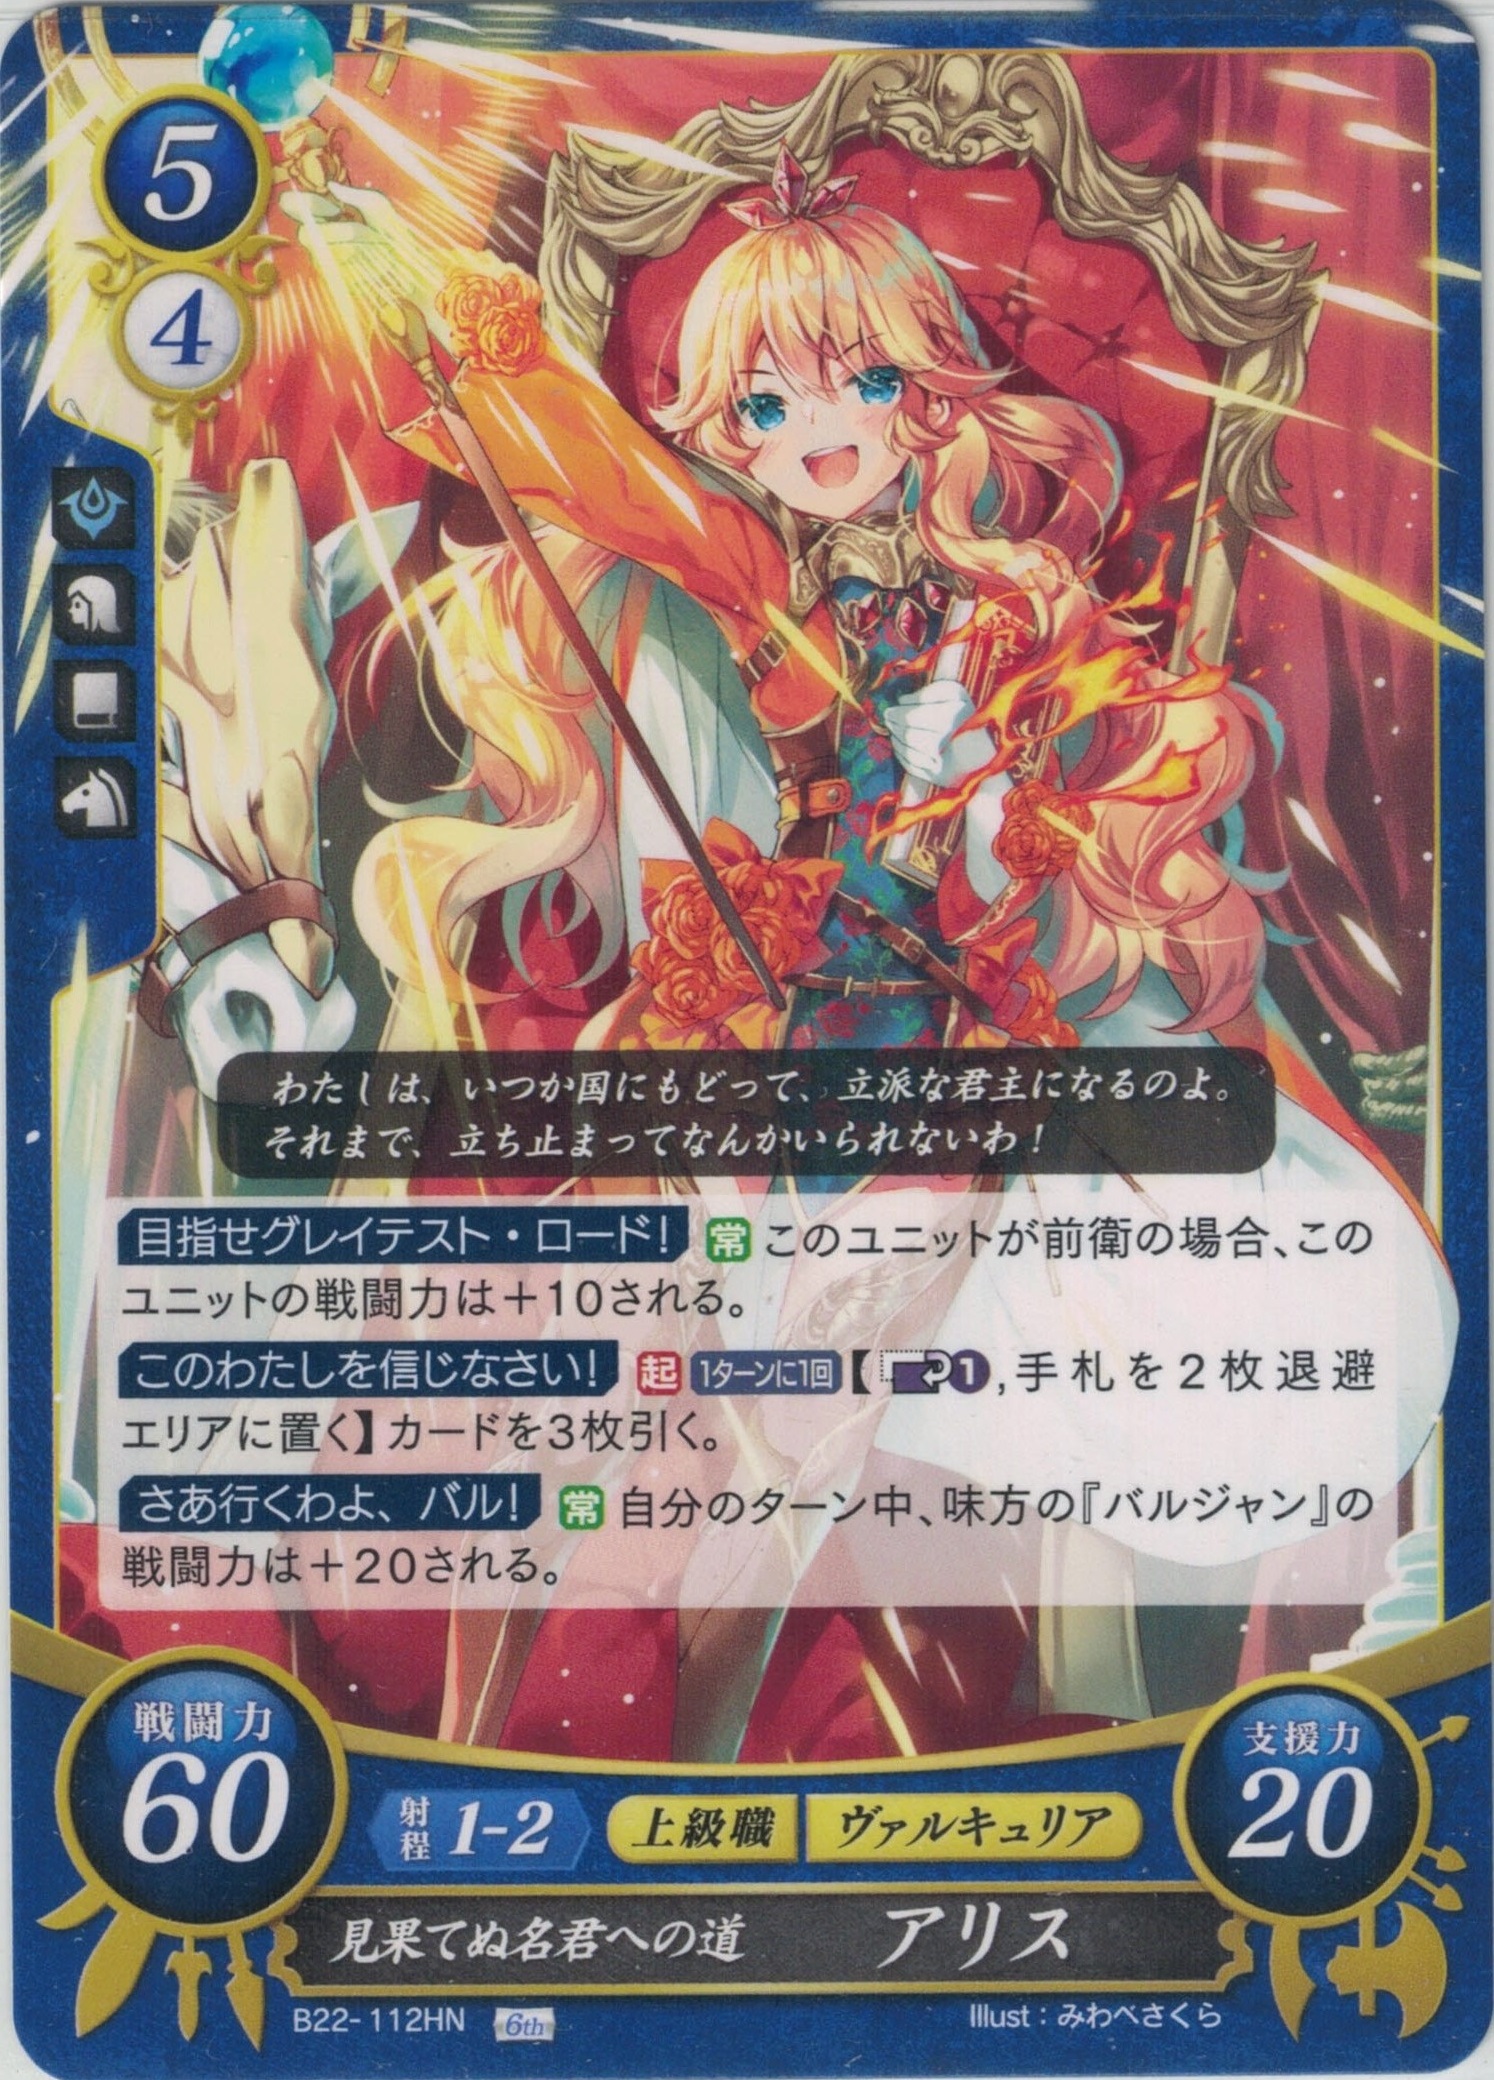 5
4
わたしは、いつか国にもどって、立派な君主になるのよ。
それまで、立ち止まってなんかいられないわ！
目指せグレイテスト・ロード！ 常 このユニットが前衛の場合、この
ユニットの戦闘力は＋10される。
このわたしを信じなさい！ 起 1ターンに1回【1,手札を2枚退避
エリアに置く】カードを3枚引く。
さあ行くわよ、バル！ 常 自分のターン中、味方の『バルジャン』の
戦闘力は＋20される。
戦闘力
60
射程 1-2
上級職 ヴァルキュリア
支援力
20
見果てぬ名君への道 アリス
B22-112HN 6th Illust：みわべさくら